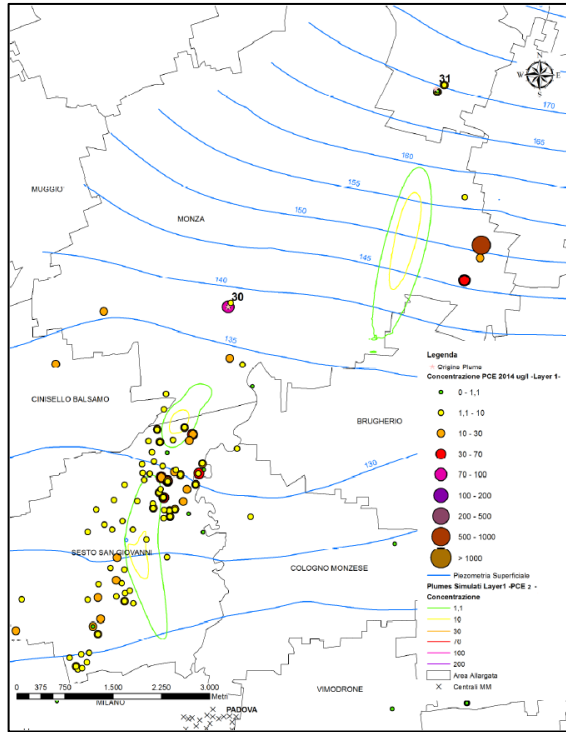 31
N
W E
S
170
165
160
155
MUGGIO'
150
MONZA
145
140
30
135
Legenda
Origine Plume
Concentrazione PCE 2014 ug/l -Layer 1-
0 - 1,1
1,1 - 10
10 - 30
30 - 70
70 - 100
100 - 200
200 - 500
500 - 1000
> 1000
Piezometria Superficiale
Plumes Simulati Layer1 -PCE 2 -
Concentrazione
1,1
10
30
70
100
200
Area Allargata
Centrali MM
CINISELLO BALSAMO
BRUGHERIO
130
SESTO SAN GIOVANNI
COLOGNO MONZESE
0 375 750 1.500 2.250 3.000
Metri
VIMODRONE
MILANO
PADOVA